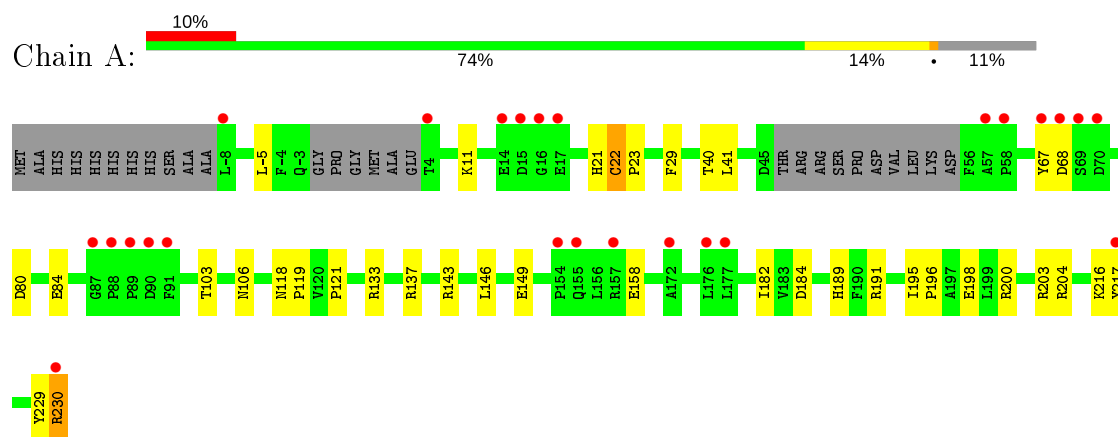 10%
Chain A:
74% 14% • 11%
MET ALA HIS HIS HIS HIS HIS HIS SER ALA ALA L-8 L-5 F-4 Q-3 GLY PRO GLY MET ALA GLU T4 K11 E14 D15 G16 E17 H21 C22 P23 F29 T40 L41 D45 THR ARG ARG SER PRO ASP VAL LEU LYS ASP F56 A57 P58 Y67 D68 S69 D70
D80 E84 G87 P88 P89 D90 F91 T103 N106 N118 P119 V120 P121 R133 R137 R143 L146 E149 P154 Q155 L156 R157 E158 A172 L176 L177 I182 V183 D184 H189 F190 R191 I195 P196 A197 E198 L199 R200 R203 R204 K216 Y217
Y229 R230